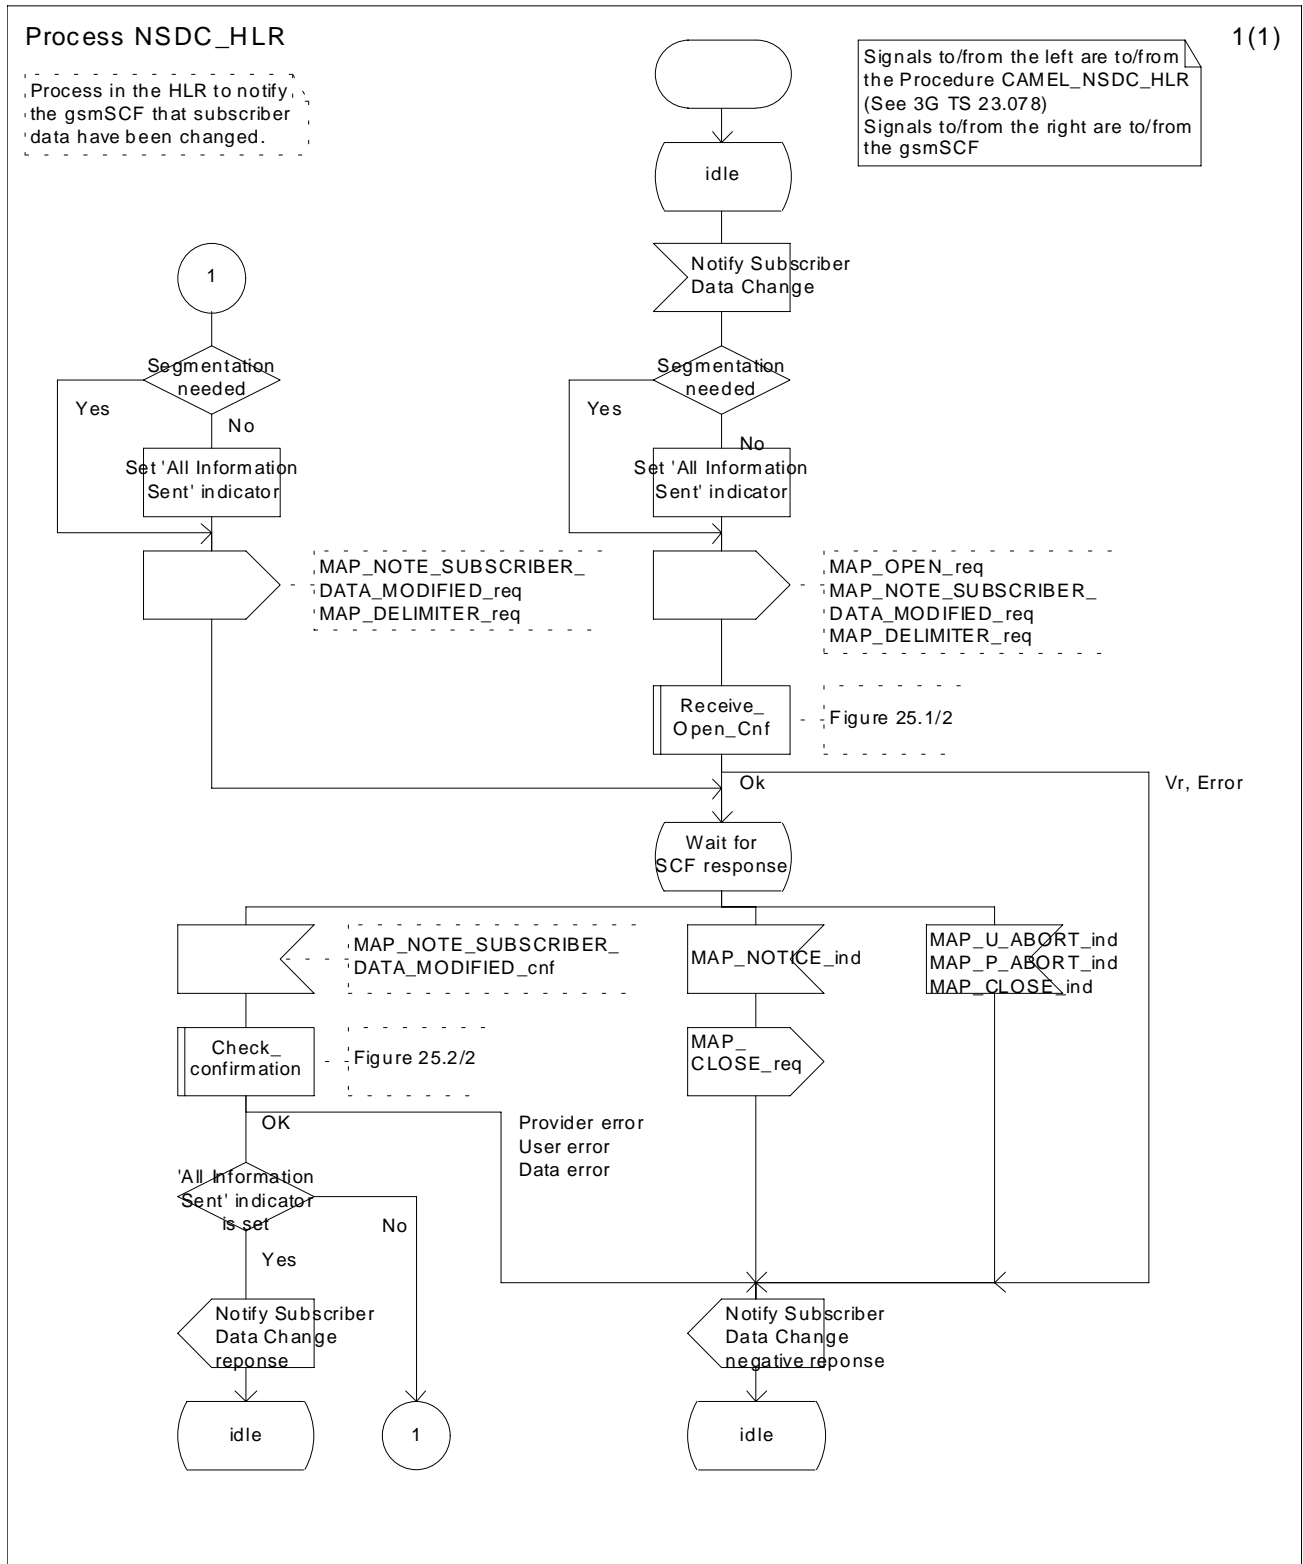 Process NSDC_HLR
1(1)
Process in the HLR to notify
the gsmSCF that subscriber
data have been changed.
Signals to/from the left are to/from
the Procedure CAMEL_NSDC_HLR
(See 3G TS 23.078)
Signals to/from the right are to/from
the gsmSCF
idle
Notify Subscriber
Data Change
1
Segmentation
needed
Yes
No
Set 'All Information
Sent' indicator
Segmentation
needed
Yes
No
Set 'All Information
Sent' indicator
MAP_NOTE_SUBSCRIBER_
DATA_MODIFIED_req
MAP_DELIMITER_req
MAP_OPEN_req
MAP_NOTE_SUBSCRIBER_
DATA_MODIFIED_req
MAP_DELIMITER_req
Receive_
Open_Cnf
Figure 25.1/2
Ok
Vr, Error
Wait for
SCF response
MAP_NOTE_SUBSCRIBER_
DATA_MODIFIED_cnf
MAP_NOTICE_ind
MAP_U_ABORT_ind
MAP_P_ABORT_ind
MAP_CLOSE_ind
Check_
confirmation
Figure 25.2/2
MAP_
CLOSE_req
OK
Provider error
User error
Data error
'All Information
Sent' indicator
is set
No
Yes
Notify Subscriber
Data Change
reponse
Notify Subscriber
Data Change
negative reponse
idle
1
idle